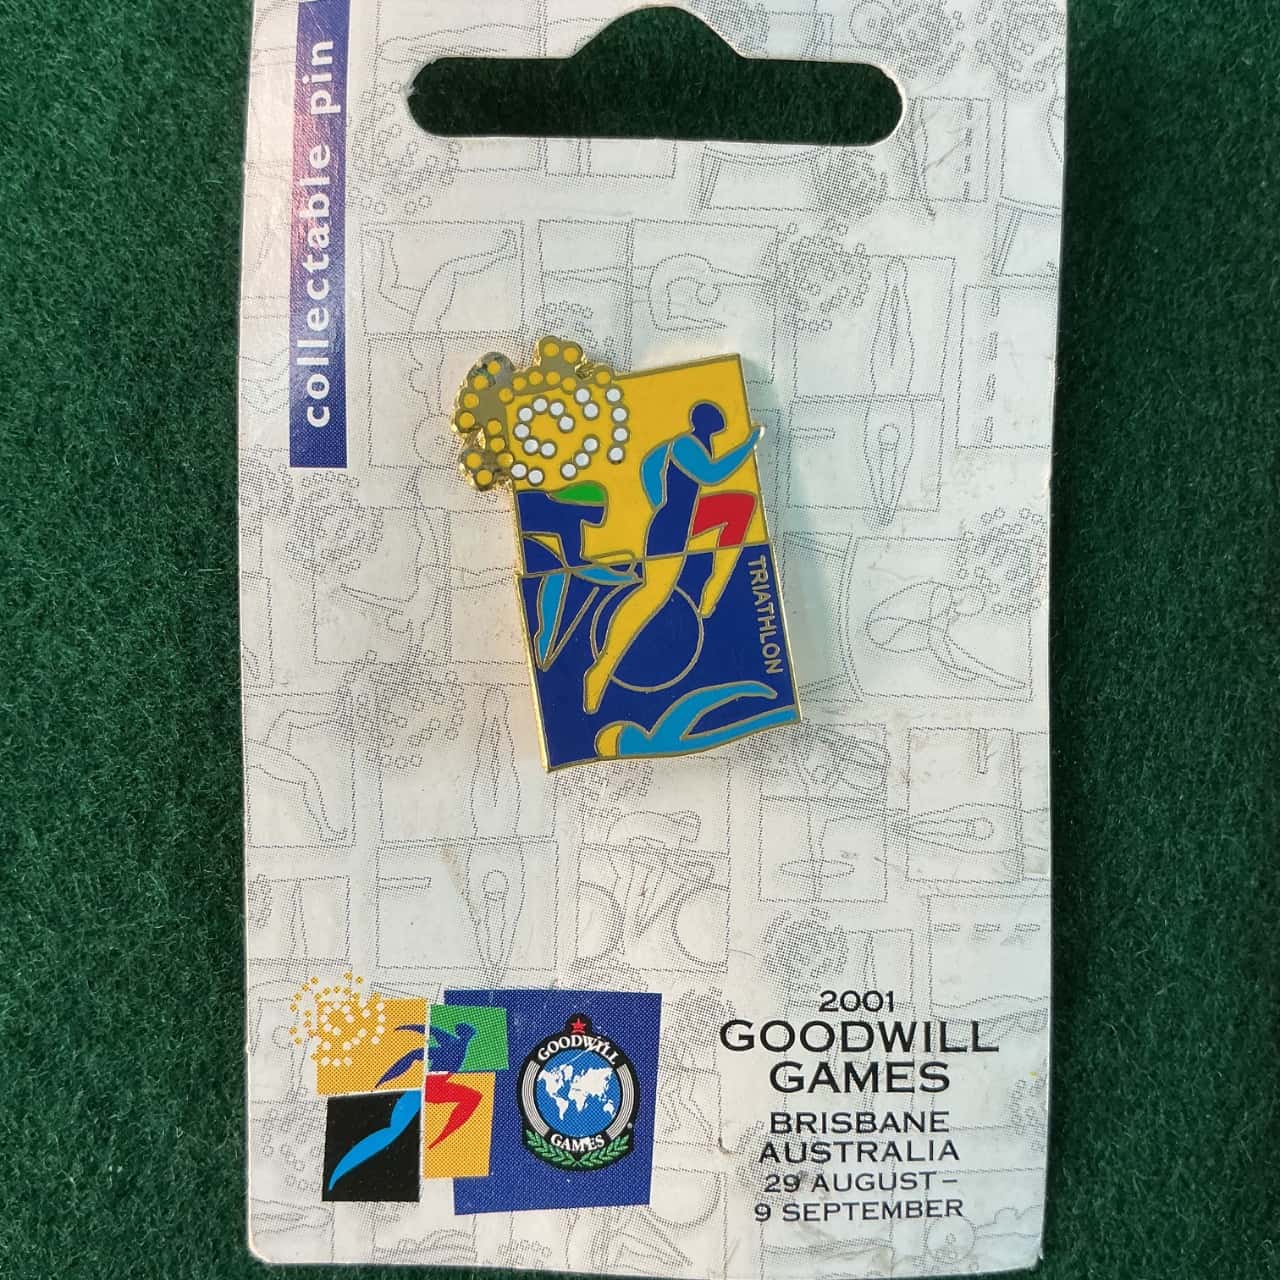 collectable pin
TRIATHLON
GOODWILL
GAMES
2001
GOODWILL
GAMES
BRISBANE
AUSTRALIA
29 AUGUST–
9 SEPTEMBER